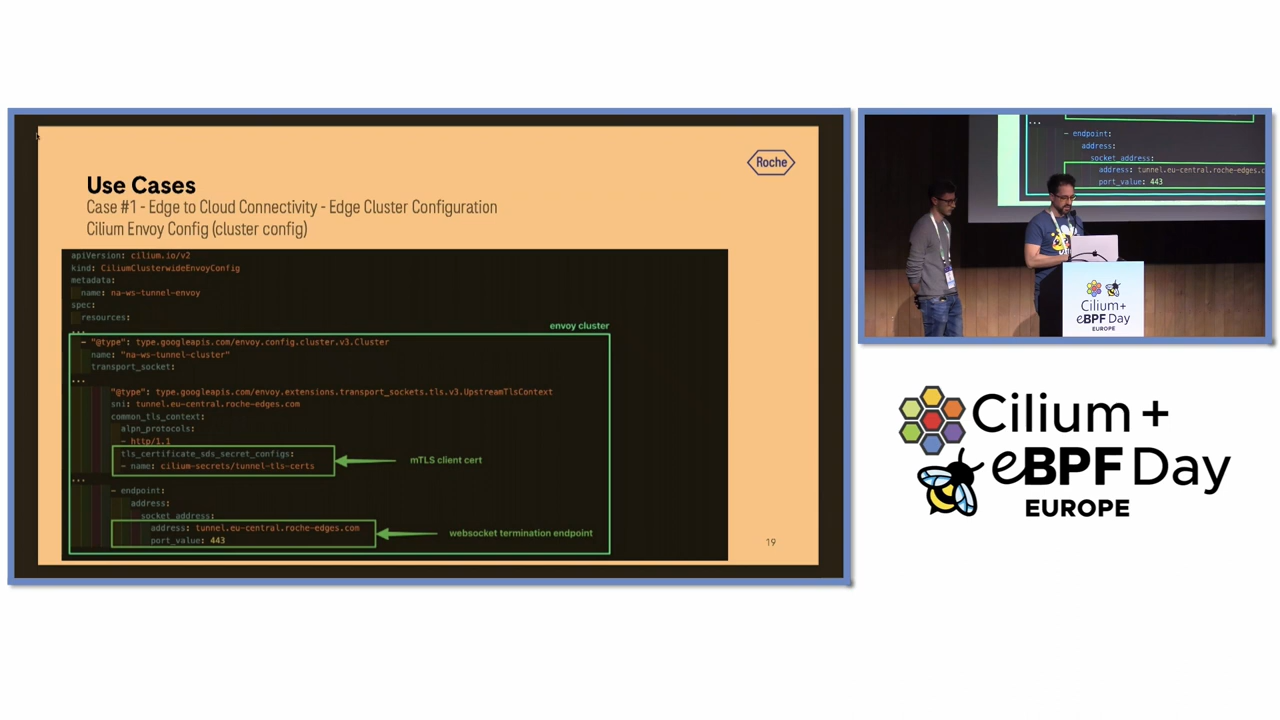 Roche
Use Cases
Case #1 - Edge to Cloud Connectivity - Edge Cluster Configuration
Cilium Envoy Config (cluster config)
apiVersion: cilium.io/v2
kind: CiliumClusterwideEnvoyConfig
metadata:
name: na-ws-tunnel-envoy
spec:
resources:
...
envoy cluster
- "@type": type.googleapis.com/envoy.config.cluster.v3.Cluster
name: "na-ws-tunnel-cluster"
transport_socket:
...
"@type": type.googleapis.com/envoy.extensions.transport_sockets.tls.v3.UpstreamTlsContext
sni: tunnel.eu-central.roche-edges.com
common_tls_context:
alpn_protocols:
- http/1.1
tls_certificate_sds_secret_configs:
- name: cilium-secrets/tunnel-tls-certs
mTLS client cert
...
- endpoint:
address:
socket_address:
address: tunnel.eu-central.roche-edges.com
port_value: 443
websocket termination endpoint
19
...
- endpoint:
address:
socket_address:
address: tunnel.eu-central.roche-edges.c
port_value: 443
Cilium+
eBPF Day
EUROPE
Cilium +
eBPF Day
EUROPE